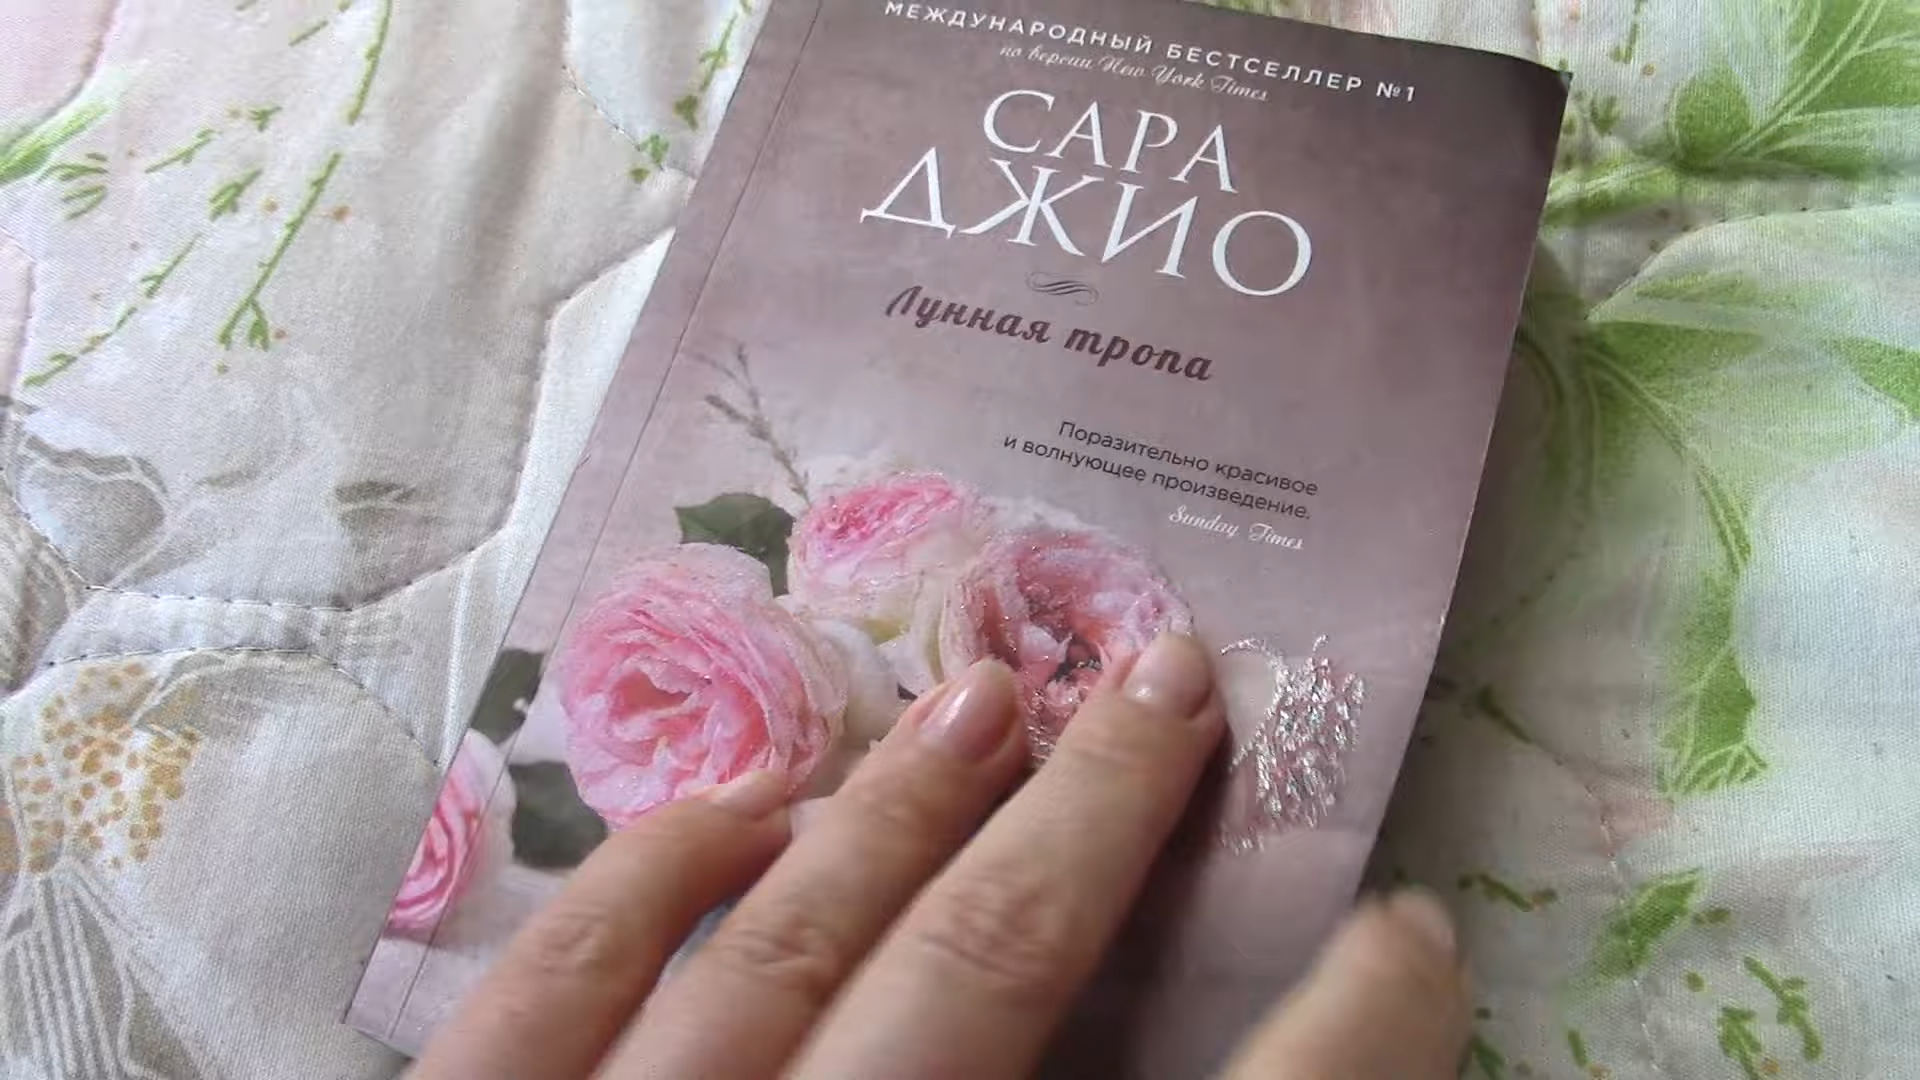 МЕЖДУНАРОДНЫЙ БЕСТСЕЛЛЕР №1
по версии New York Times
САРА
ДЖИО
Лунная тропа
Поразительно красивое
и волнующее произведение.
Sunday Times